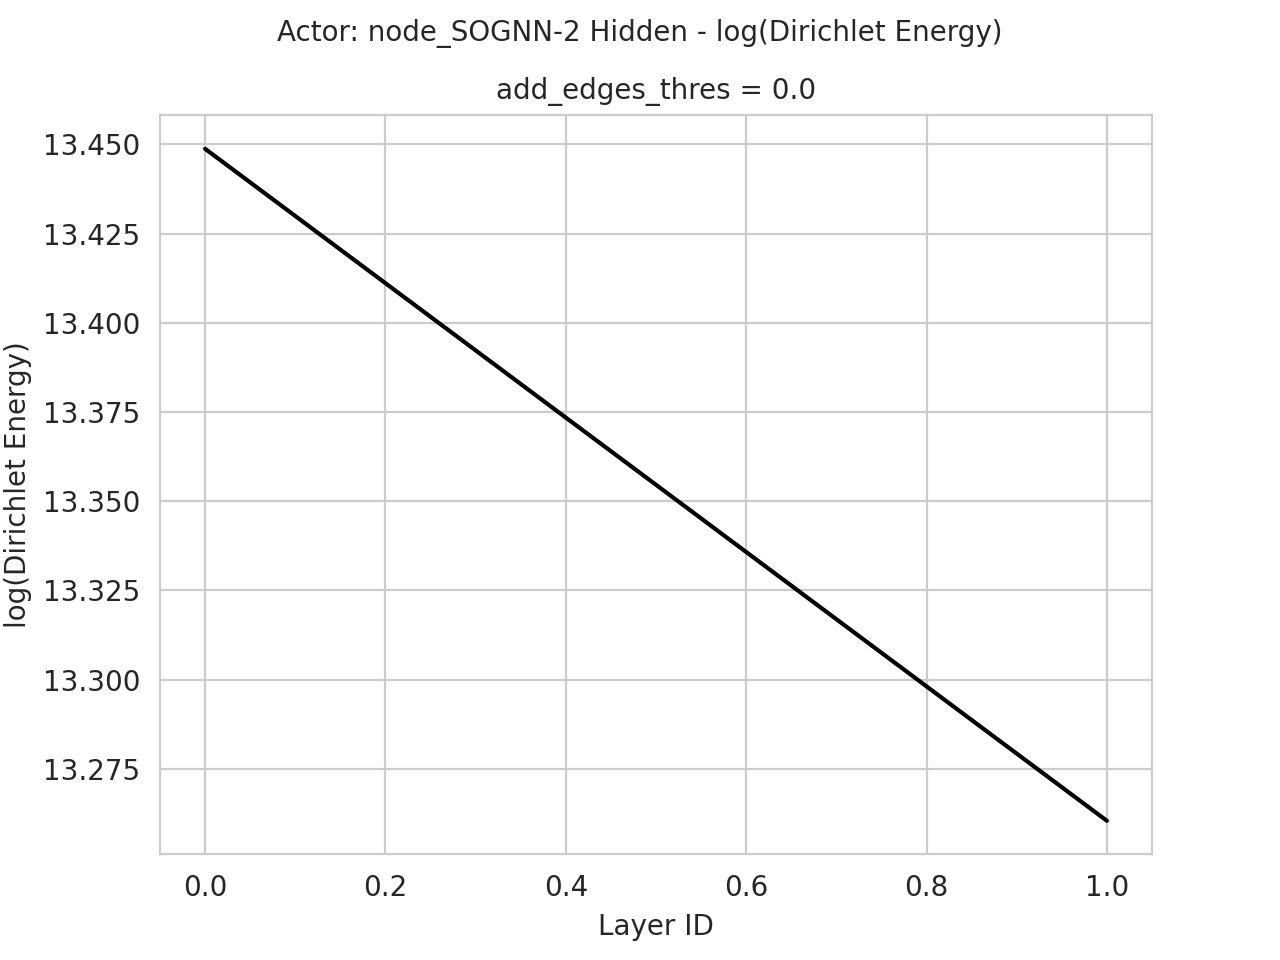 Actor: node_SOGNN-2 Hidden - log(Dirichlet Energy)
add_edges_thres = 0.0
13.450
13.425
13.400
13.375
13.350
13.325
13.300
13.275
log(Dirichlet Energy)
0.0 0.2 0.4 0.6 0.8 1.0
Layer ID